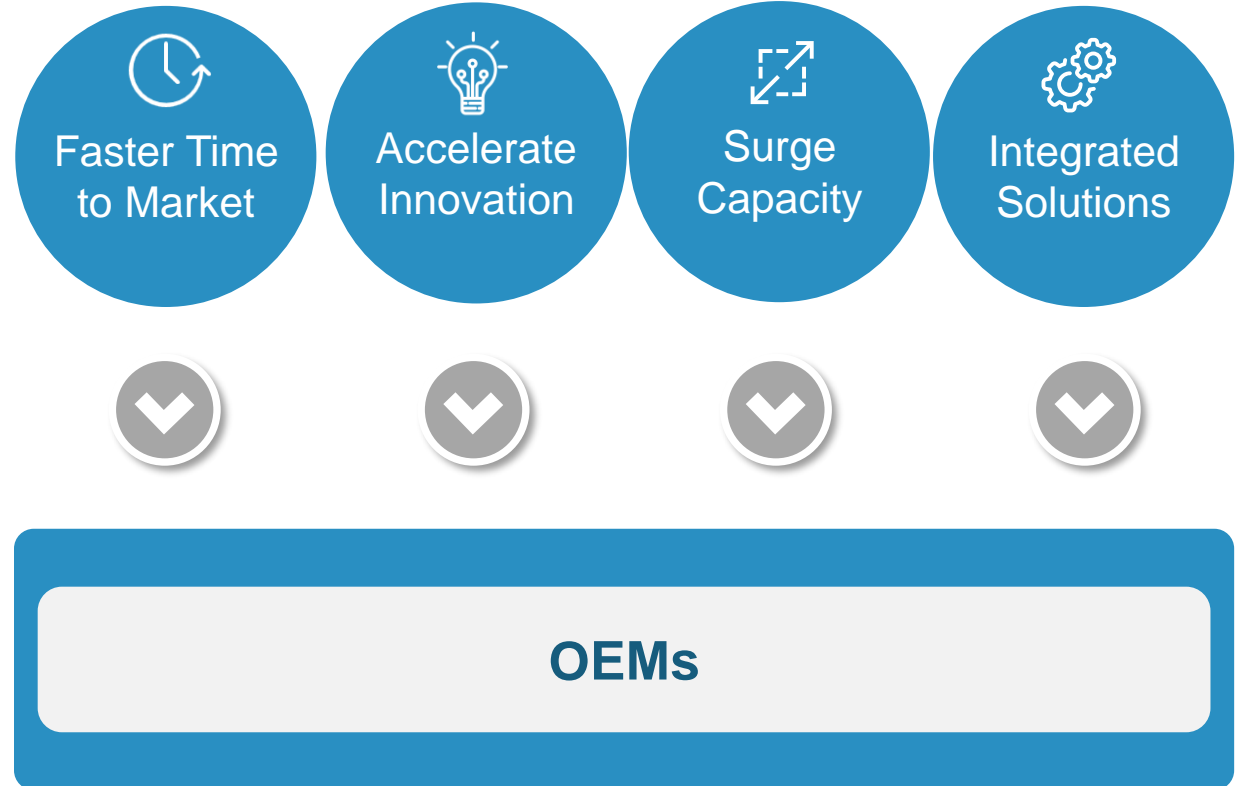 Faster Time
to Market
Accelerate
Innovation
Surge
Capacity
Integrated
Solutions
OEMs